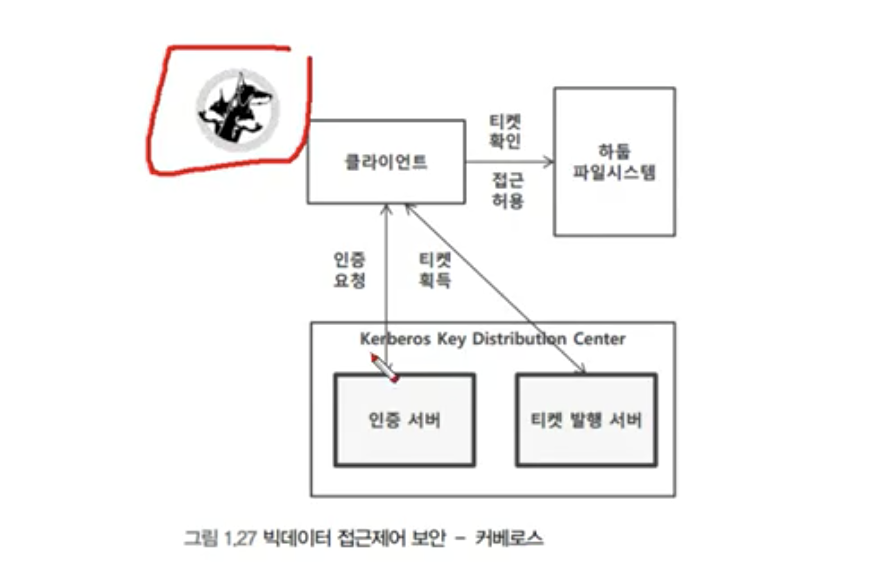 클라이언트
티켓
확인
접근
허용
하둡
파일시스템
인증
요청
티켓
획득
Kerberos Key Distribution Center
인증 서버
티켓 발행 서버
그림 1.27 빅데이터 접근제어 보안 - 커베로스